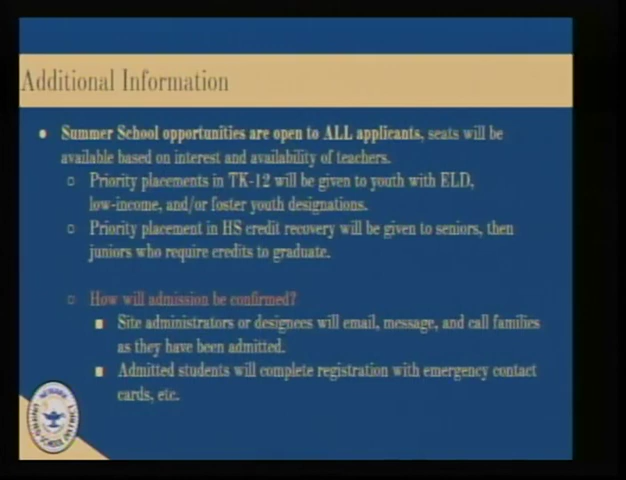 Additional Information
• Summer School opportunities are open to ALL applicants, seats will be
available based on interest and availability of teachers.
○ Priority placements in TK-12 will be given to youth with ELD,
low-income, and/or foster youth designations.
○ Priority placement in HS credit recovery will be given to seniors, then
juniors who require credits to graduate.
○ How will admission be confirmed?
■ Site administrators or designees will email, message, and call families
as they have been admitted.
■ Admitted students will complete registration with emergency contact
cards, etc.
UNIFIED SCHOOL DISTRICT